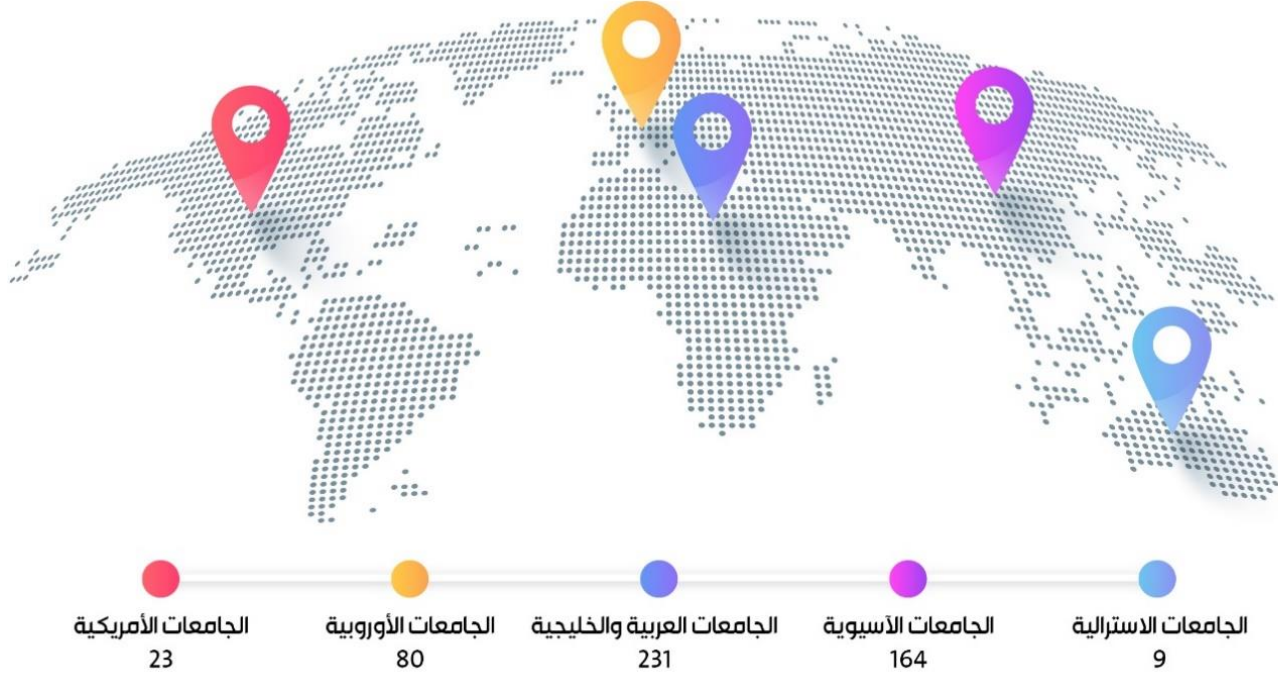 الجامعات الاسترالية
9
الجامعات الآسيوية
164
الجامعات العربية والخليجية
231
الجامعات الأوروبية
80
الجامعات الأمريكية
23